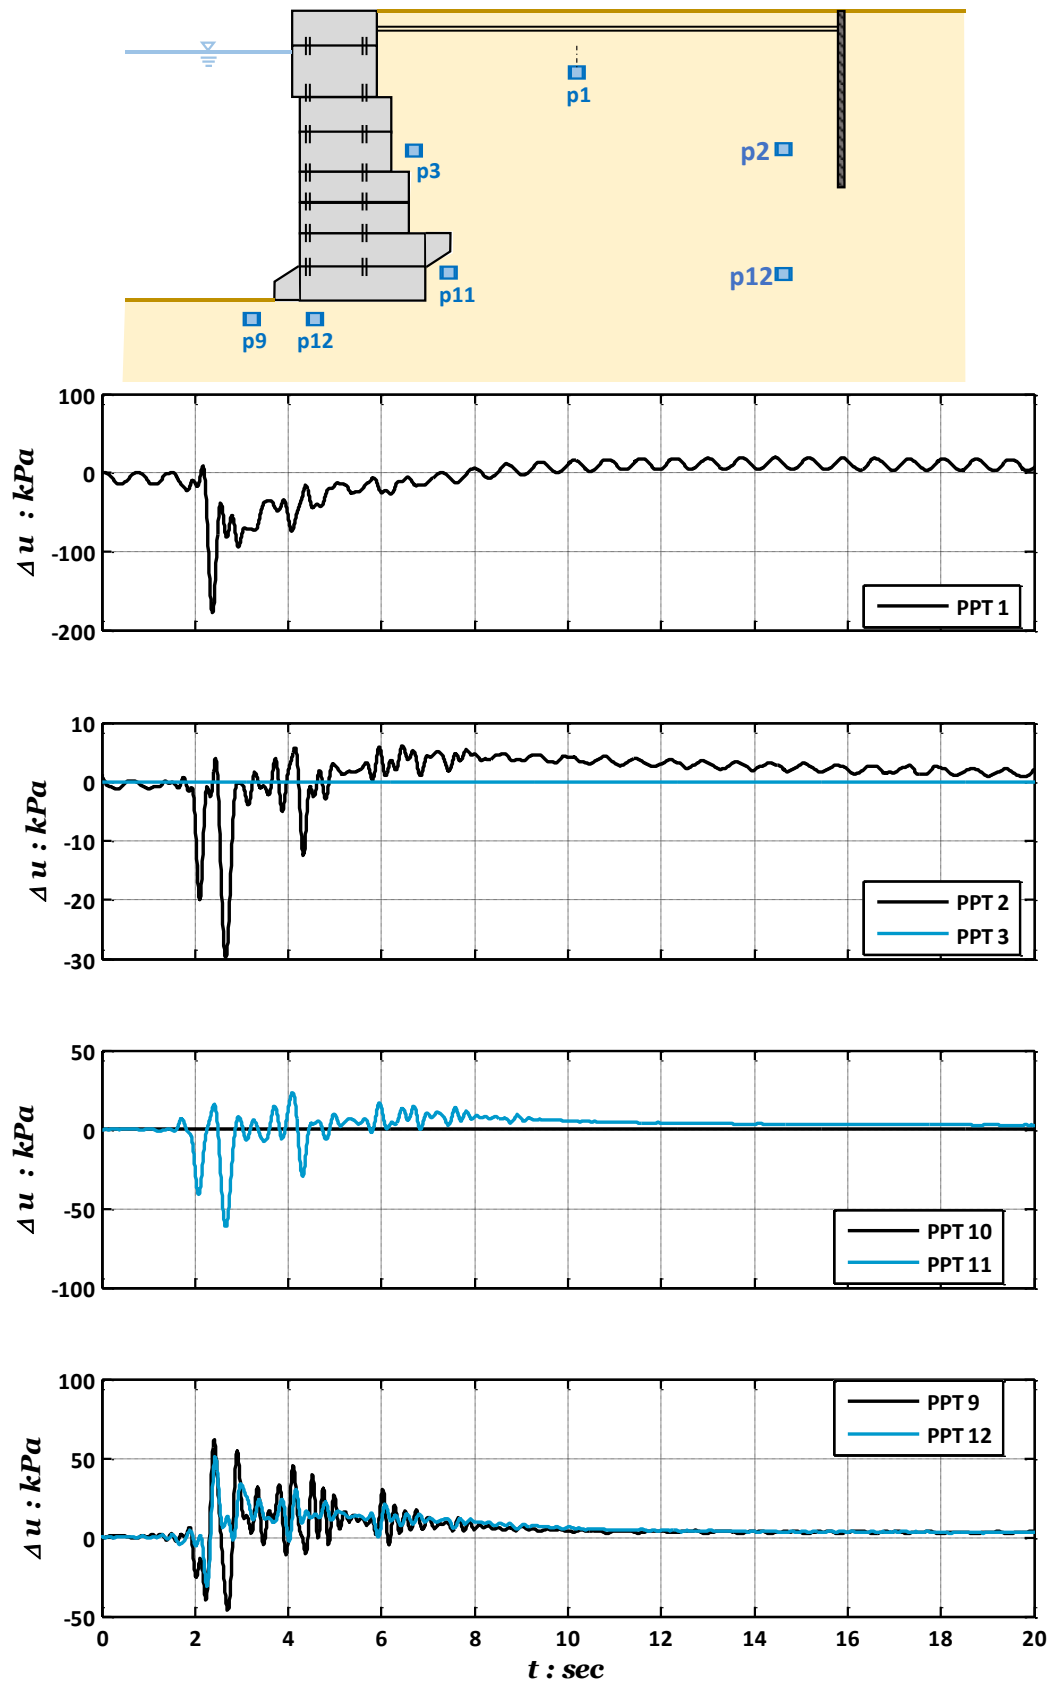 p1
p2
p3
p12
p11
p9
p12
100
0
-100
-200
Δu : kPa
PPT 1
10
0
-10
-20
-30
Δu : kPa
PPT 2
PPT 3
50
0
-50
-100
Δu : kPa
PPT 10
PPT 11
100
50
0
-50
Δu : kPa
PPT 9
PPT 12
0 2 4 6 8 10 12 14 16 18 20
t : sec